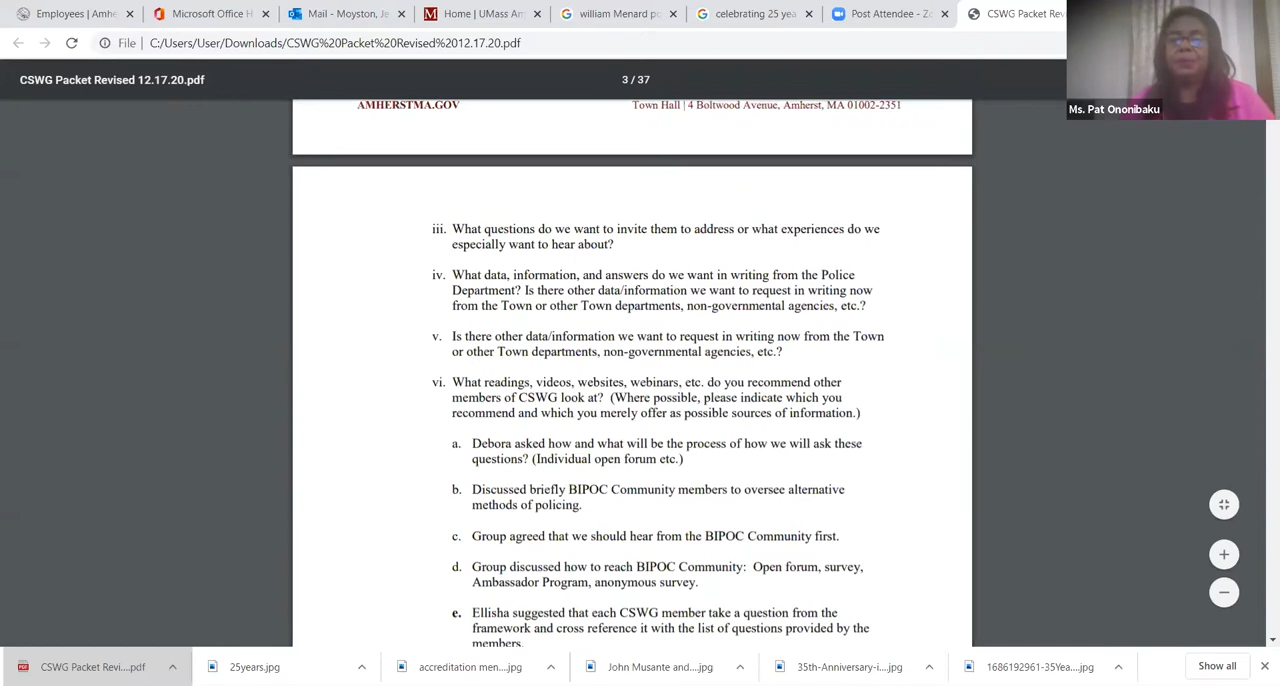 Employees | Amhe
Microsoft Office H
Mail - Moyston, Je
Home | UMass Am
william Menard po
celebrating 25 yea
Post Attendee - Zo
CSWG Packet Rev
File | C:/Users/User/Downloads/CSWG%20Packet%20Revised%2012.17.20.pdf
CSWG Packet Revised 12.17.20.pdf
3 / 37
Ms. Pat Ononibaku
AMHERSTMA.GOV
Town Hall | 4 Boltwood Avenue, Amherst, MA 01002-2351
iii. What questions do we want to invite them to address or what experiences do we
especially want to hear about?
iv. What data, information, and answers do we want in writing from the Police
Department? Is there other data/information we want to request in writing now
from the Town or other Town departments, non-governmental agencies, etc.?
v. Is there other data/information we want to request in writing now from the Town
or other Town departments, non-governmental agencies, etc.?
vi. What readings, videos, websites, webinars, etc. do you recommend other
members of CSWG look at? (Where possible, please indicate which you
recommend and which you merely offer as possible sources of information.)
a. Debora asked how and what will be the process of how we will ask these
questions? (Individual open forum etc.)
b. Discussed briefly BIPOC Community members to oversee alternative
methods of policing.
c. Group agreed that we should hear from the BIPOC Community first.
d. Group discussed how to reach BIPOC Community: Open forum, survey,
Ambassador Program, anonymous survey.
e. Ellisha suggested that each CSWG member take a question from the
framework and cross reference it with the list of questions provided by the
members.
CSWG Packet Revi....pdf
25years.jpg
accreditation men....jpg
John Musante and....jpg
35th-Anniversary-i....jpg
1686192961-35Yea....jpg
Show all